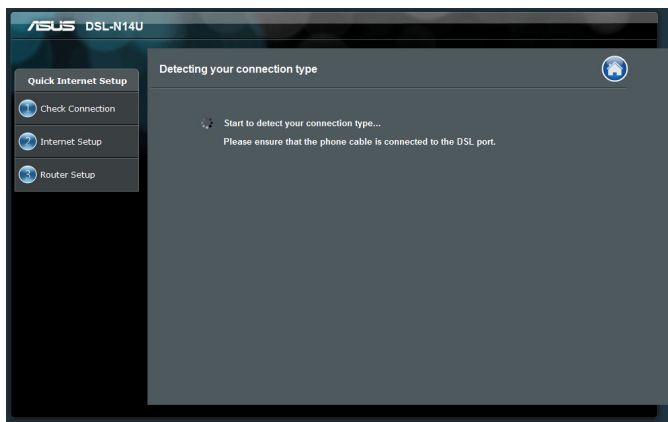 ASUS DSL-N14U
Quick Internet Setup
1 Check Connection
2 Internet Setup
3 Router Setup
Detecting your connection type
Start to detect your connection type...
Please ensure that the phone cable is connected to the DSL port.